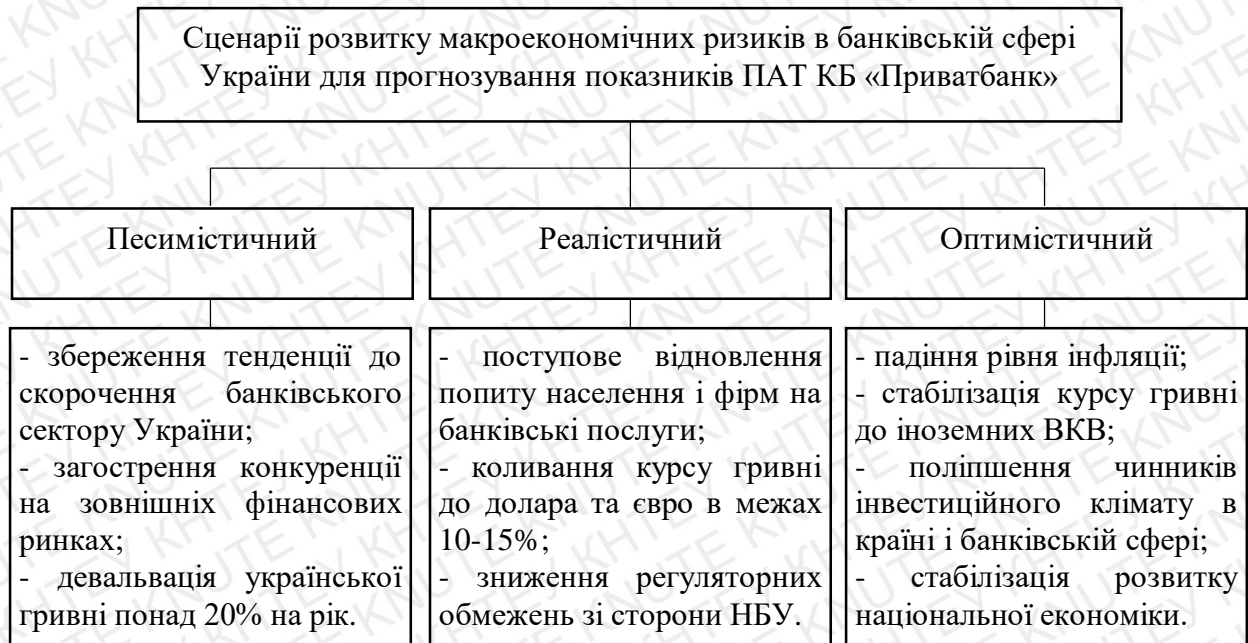 Сценарії розвитку макроекономічних ризиків в банківській сфері
України для прогнозування показників ПАТ КБ «Приватбанк»
Песимістичний
Реалістичний
Оптимістичний
- збереження тенденції до
скорочення банківського
сектору України;
- загострення конкуренції
на зовнішніх фінансових
ринках;
- девальвація української
гривні понад 20% на рік.
- поступове відновлення
попиту населення і фірм на
банківські послуги;
- коливання курсу гривні
до долара та євро в межах
10-15%;
- зниження регуляторних
обмежень зі сторони НБУ.
- падіння рівня інфляції;
- стабілізація курсу гривні
до іноземних ВКВ;
- поліпшення чинників
інвестиційного клімату в
країні і банківській сфері;
- стабілізація розвитку
національної економіки.